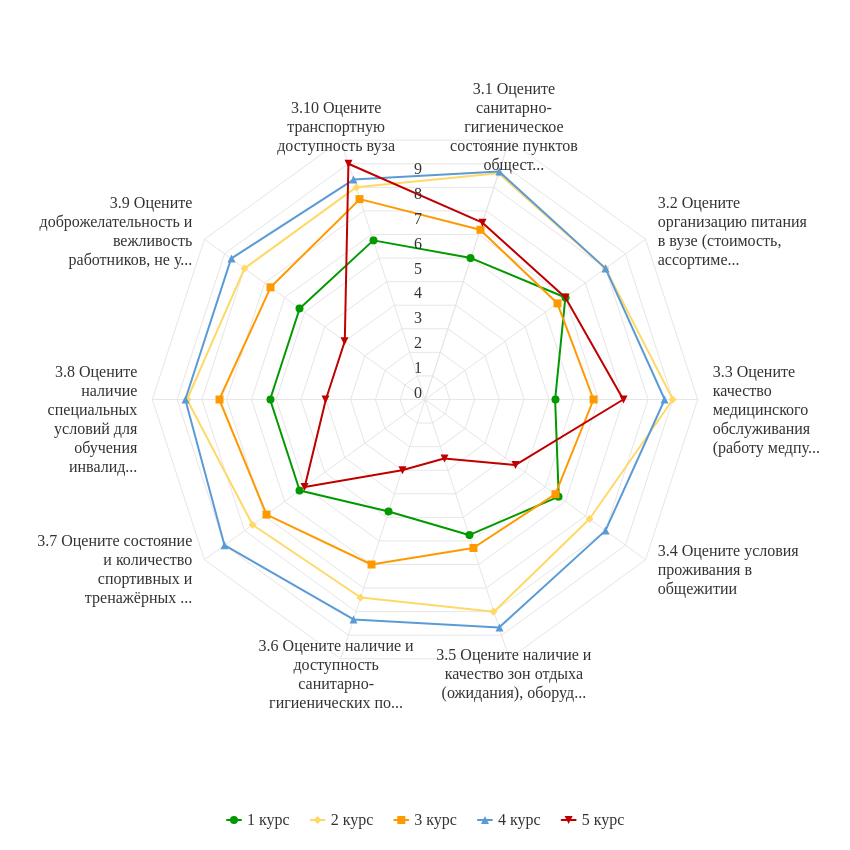 3.1 Оцените
санитарно-
гигиеническое
состояние пунктов
общест...
3.2 Оцените
организацию питания
в вузе (стоимость,
ассортиме...
3.3 Оцените
качество
медицинского
обслуживания
(работу медпу...
3.4 Оцените условия
проживания в
общежитии
3.5 Оцените наличие и
качество зон отдыха
(ожидания), оборуд...
3.6 Оцените наличие и
доступность
санитарно-
гигиенических по...
3.7 Оцените состояние
и количество
спортивных и
тренажёрных ...
3.8 Оцените
наличие
специальных
условий для
обучения
инвалид...
3.9 Оцените
доброжелательность и
вежливость
работников, не у...
3.10 Оцените
транспортную
доступность вуза
9
8
7
6
5
4
3
2
1
0
1 курс
2 курс
3 курс
4 курс
5 курс